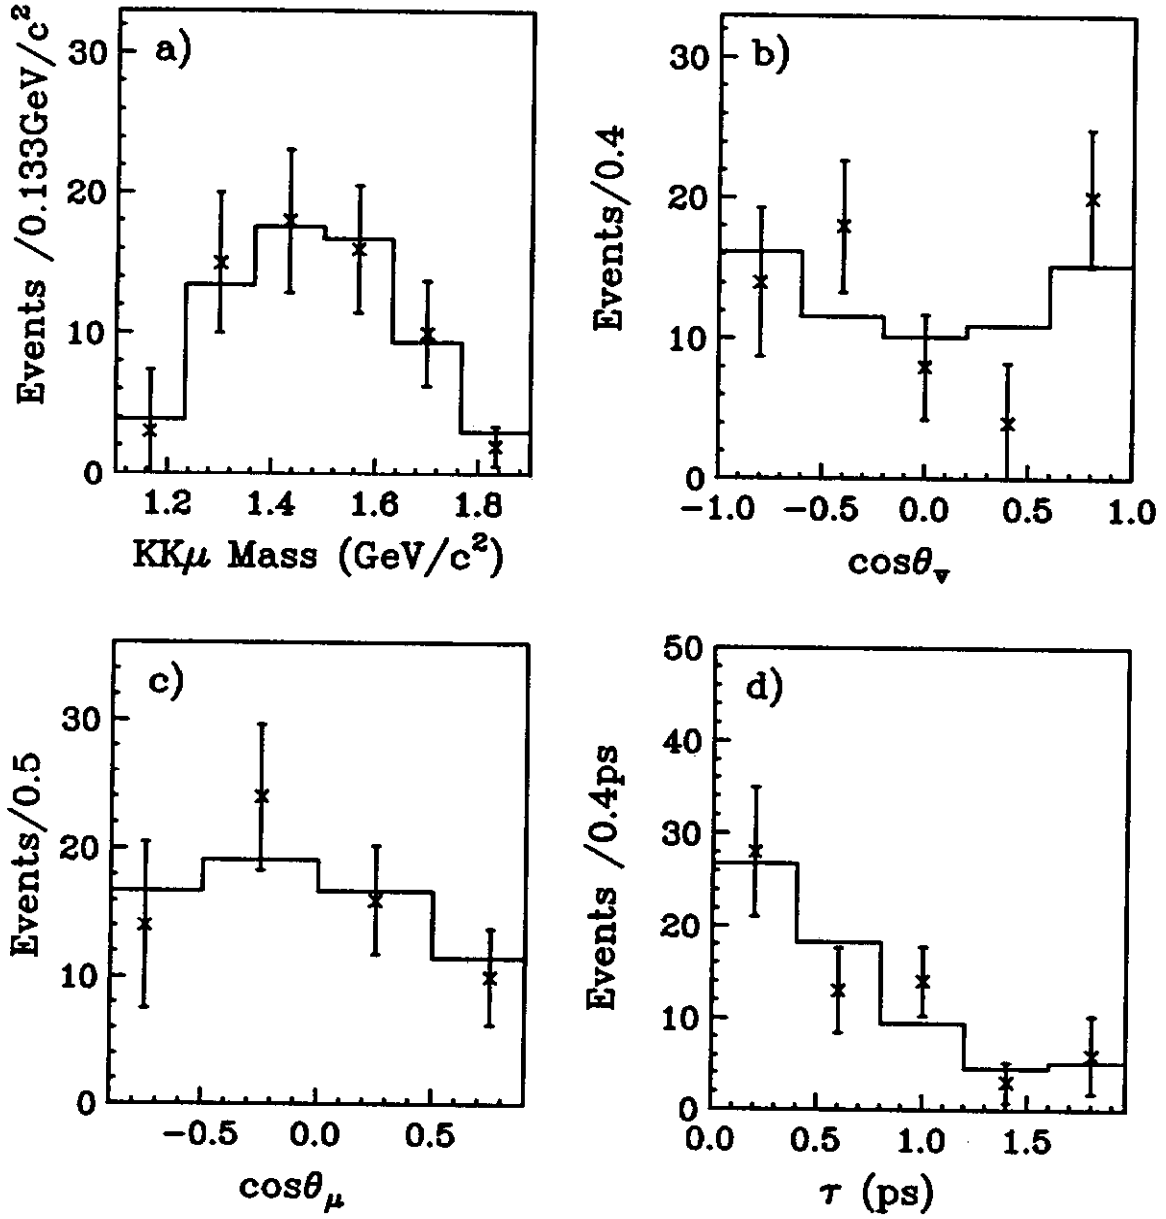 a)
Events /0.133GeV/c²
30
20
10
0
1.2 1.4 1.6 1.8
KKμ Mass (GeV/c²)
b)
Events/0.4
30
20
10
0
-1.0 -0.5 0.0 0.5 1.0
cosθᵥ
c)
Events/0.5
30
20
10
0
-0.5 0.0 0.5
cosθμ
d)
Events /0.4ps
50
40
30
20
10
0
0.0 0.5 1.0 1.5
τ (ps)